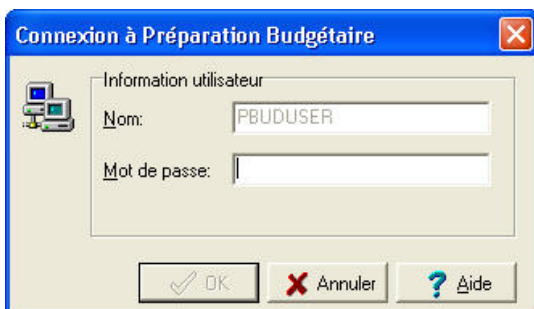 Connexion à Préparation Budgétaire
Information utilisateur
Nom: PBUDUSER
Mot de passe:
OK Annuler Aide